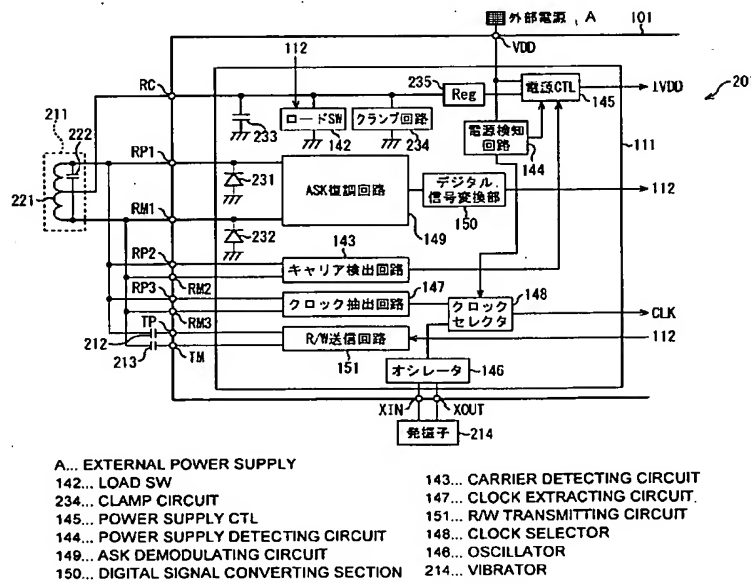 外部電源、A
101
VDD
112
235
RC
Reg
電源CTL
IVDD
201
145
211
222
233
ロードSW
142
クランプ回路
234
電源検知
回路
144
111
RP1
231
ASK復調回路
デジタル
信号変換部
112
221
RM1
232
149
150
RP2
143
キャリア検出回路
RM2
147
RP3
クロック抽出回路
148
クロック
セレクタ
CLK
RM3
TP
212
R/W送信回路
112
213
TM
151
オシレータ
146
XIN
XOUT
発振子
214
A... EXTERNAL POWER SUPPLY
142... LOAD SW
234... CLAMP CIRCUIT
145... POWER SUPPLY CTL
144... POWER SUPPLY DETECTING CIRCUIT
149... ASK DEMODULATING CIRCUIT
150... DIGITAL SIGNAL CONVERTING SECTION
143... CARRIER DETECTING CIRCUIT
147... CLOCK EXTRACTING CIRCUIT.
151... R/W TRANSMITTING CIRCUIT
148... CLOCK SELECTOR
146... OSCILLATOR
214... VIBRATOR